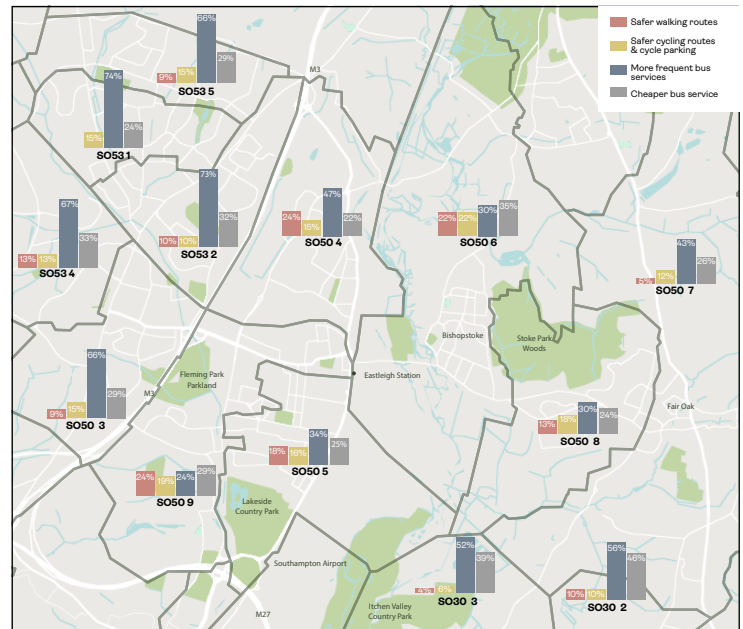 Safer walking routes
Safer cycling routes
& cycle parking
More frequent bus
services
Cheaper bus service
66%
29%
15%
9%
SO53 5
M3
74%
24%
15%
SO53 1
73%
32%
10% 10%
SO53 2
47%
24%
15%
22%
SO50 4
22% 22% 30% 35%
SO50 6
67%
33%
13% 13%
SO53 4
43%
26%
12%
5%
SO50 7
Bishopstoke
Stoke Park
Woods
Eastleigh Station
Fleming Park
Parkland
M3
66%
29%
15%
9%
SO50 3
Fair Oak
30%
24%
18%
13%
SO50 8
34%
25%
18% 16%
SO50 5
24% 19% 24% 29%
SO50 9
Lakeside
Country Park
Southampton Airport
52%
39%
4% 6%
SO30 3
56%
46%
10% 10%
SO30 2
Itchen Valley
Country Park
M27